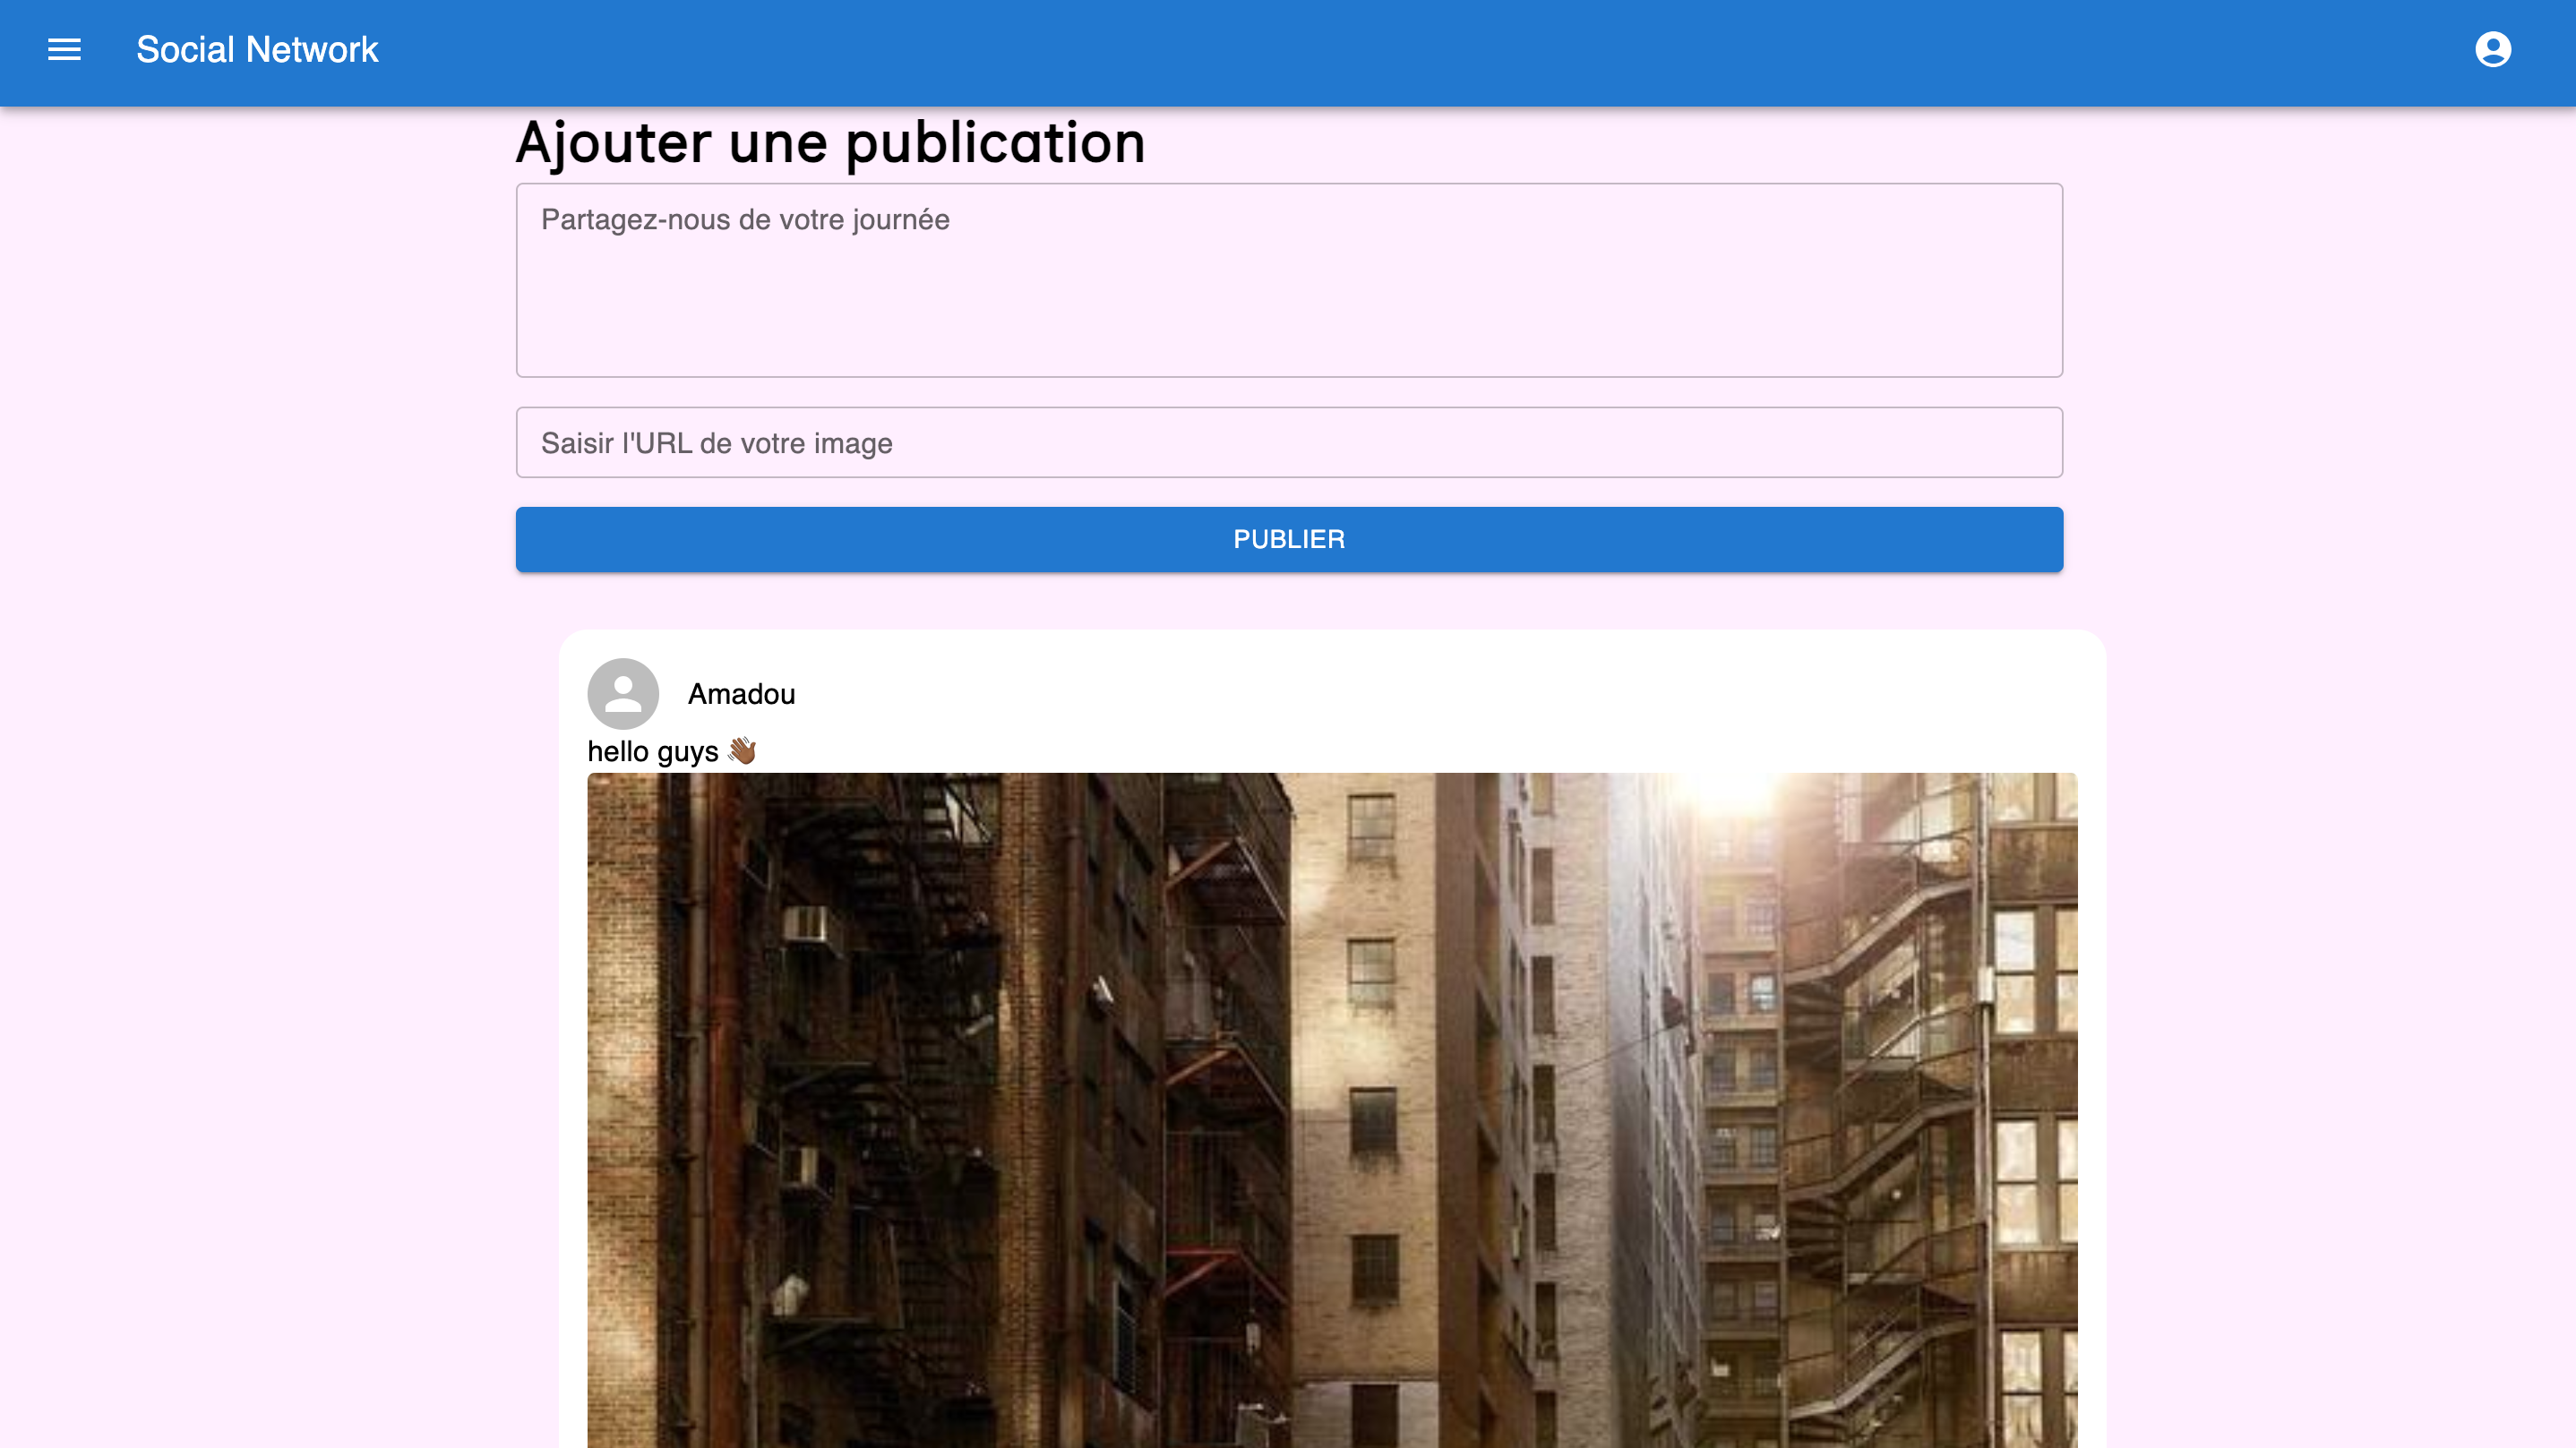 Social Network
Ajouter une publication
Partagez-nous de votre journée
Saisir l'URL de votre image
PUBLIER
Amadou
hello guys 👋🏾